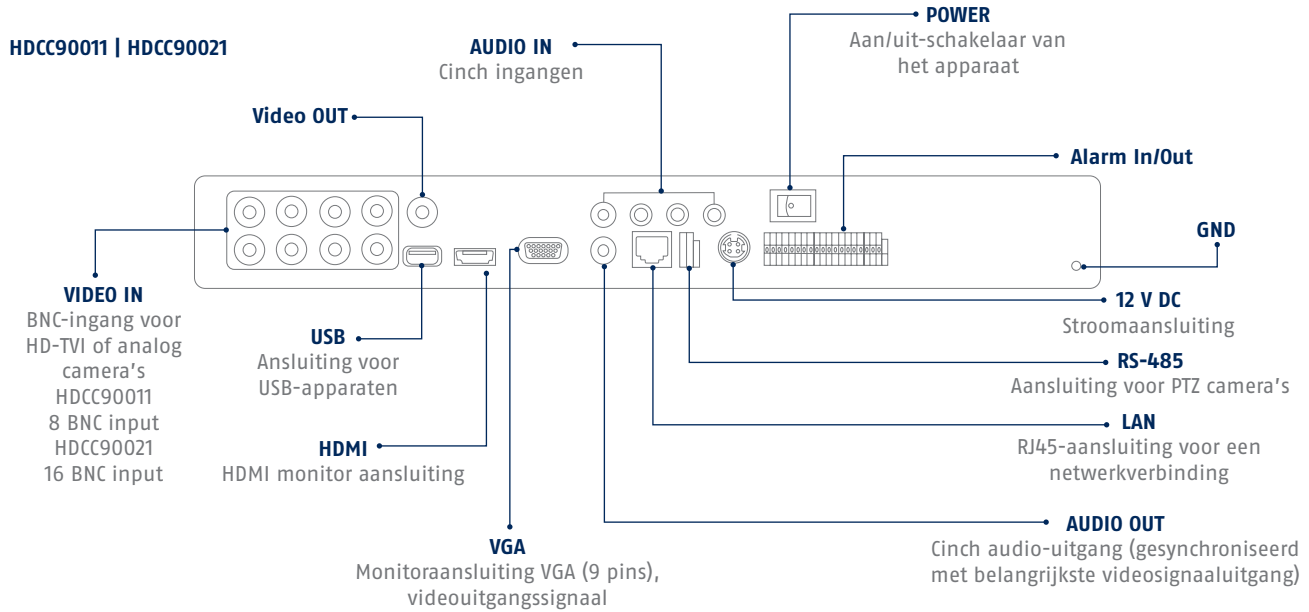 HDCC90011 | HDCC90021
AUDIO IN
Cinch ingangen
POWER
Aan/uit-schakelaar van
het apparaat
Video OUT
Alarm In/Out
GND
VIDEO IN
BNC-ingang voor
HD-TVI of analog
camera's
HDCC90011
8 BNC input
HDCC90021
16 BNC input
USB
Ansluiting voor
USB-apparaten
HDMI
HDMI monitor aansluiting
VGA
Monitoraansluiting VGA (9 pins),
videouitgangssignaal
12 V DC
Stroomaansluiting
RS-485
Aansluiting voor PTZ camera's
LAN
RJ45-aansluiting voor een
netwerkverbinding
AUDIO OUT
Cinch audio-uitgang (gesynchroniseerd
met belangrijkste videosignaaluitgang)